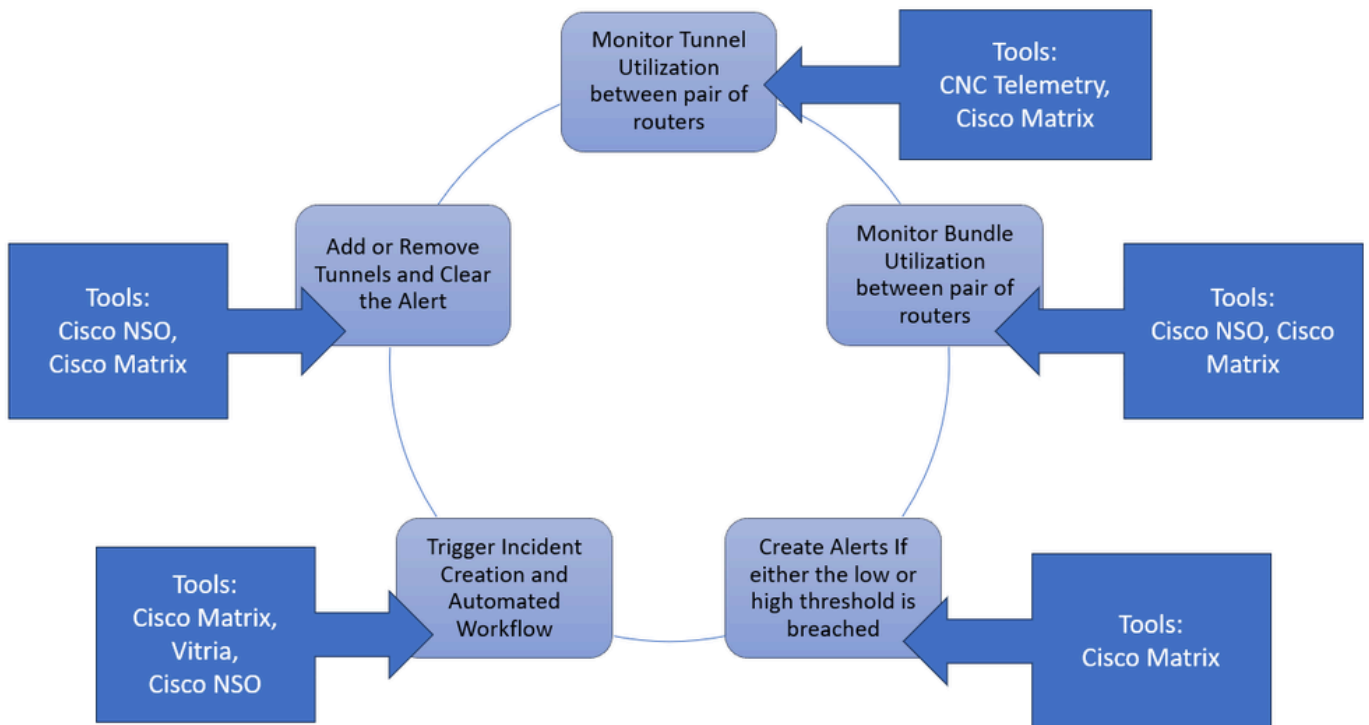 Monitor Tunnel
Utilization
between pair of
routers
Tools:
CNC Telemetry,
Cisco Matrix
Monitor Bundle
Utilization
between pair of
routers
Tools:
Cisco NSO, Cisco
Matrix
Create Alerts If
either the low or
high threshold is
breached
Tools:
Cisco Matrix
Trigger Incident
Creation and
Automated
Workflow
Tools:
Cisco Matrix,
Vitria,
Cisco NSO
Add or Remove
Tunnels and Clear
the Alert
Tools:
Cisco NSO,
Cisco Matrix